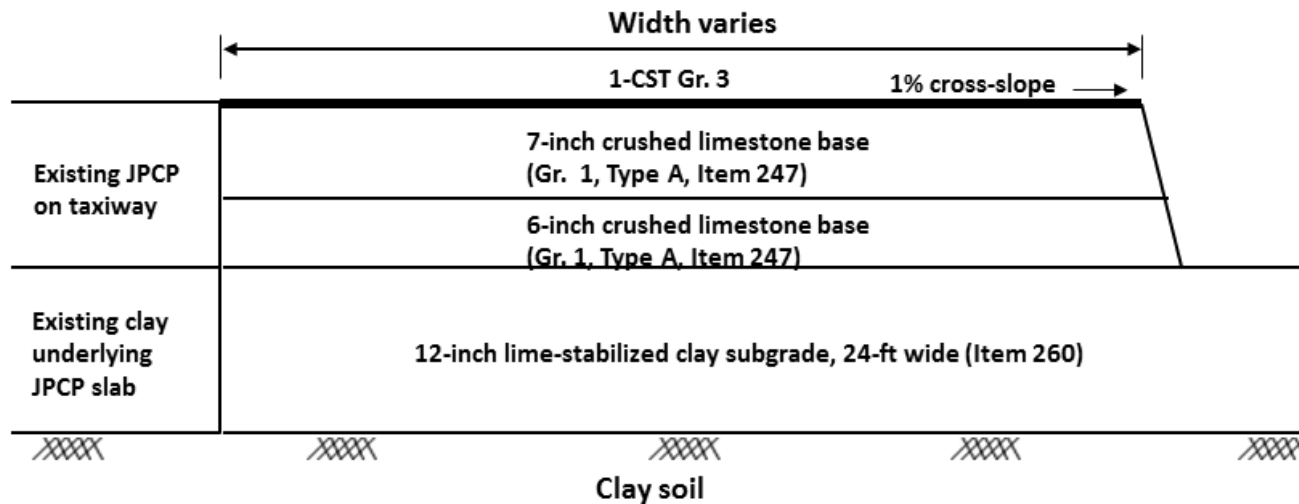 Width varies
1-CST Gr. 3
1% cross-slope
Existing JPCP
on taxiway
7-inch crushed limestone base
(Gr. 1, Type A, Item 247)
6-inch crushed limestone base
(Gr. 1, Type A, Item 247)
Existing clay
underlying
JPCP slab
12-inch lime-stabilized clay subgrade, 24-ft wide (Item 260)
Clay soil